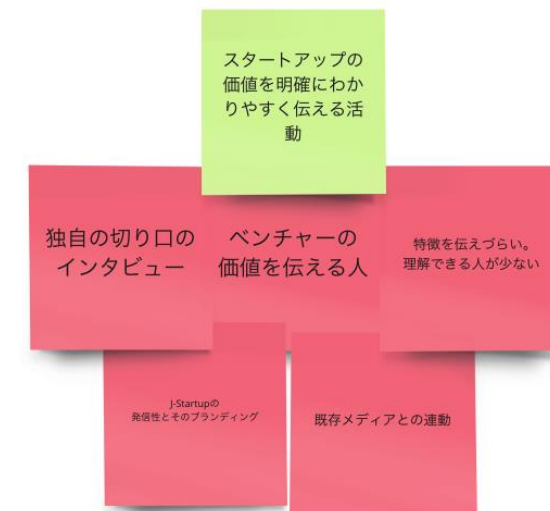 スタートアップの
価値を明確にわか
りやすく伝える活
動
独自の切り口の
インタビュー
ベンチャーの
価値を伝える人
特徴を伝えづらい。
理解できる人が少ない
J-Startupの
発信性とそのブランディング
既存メディアとの連動